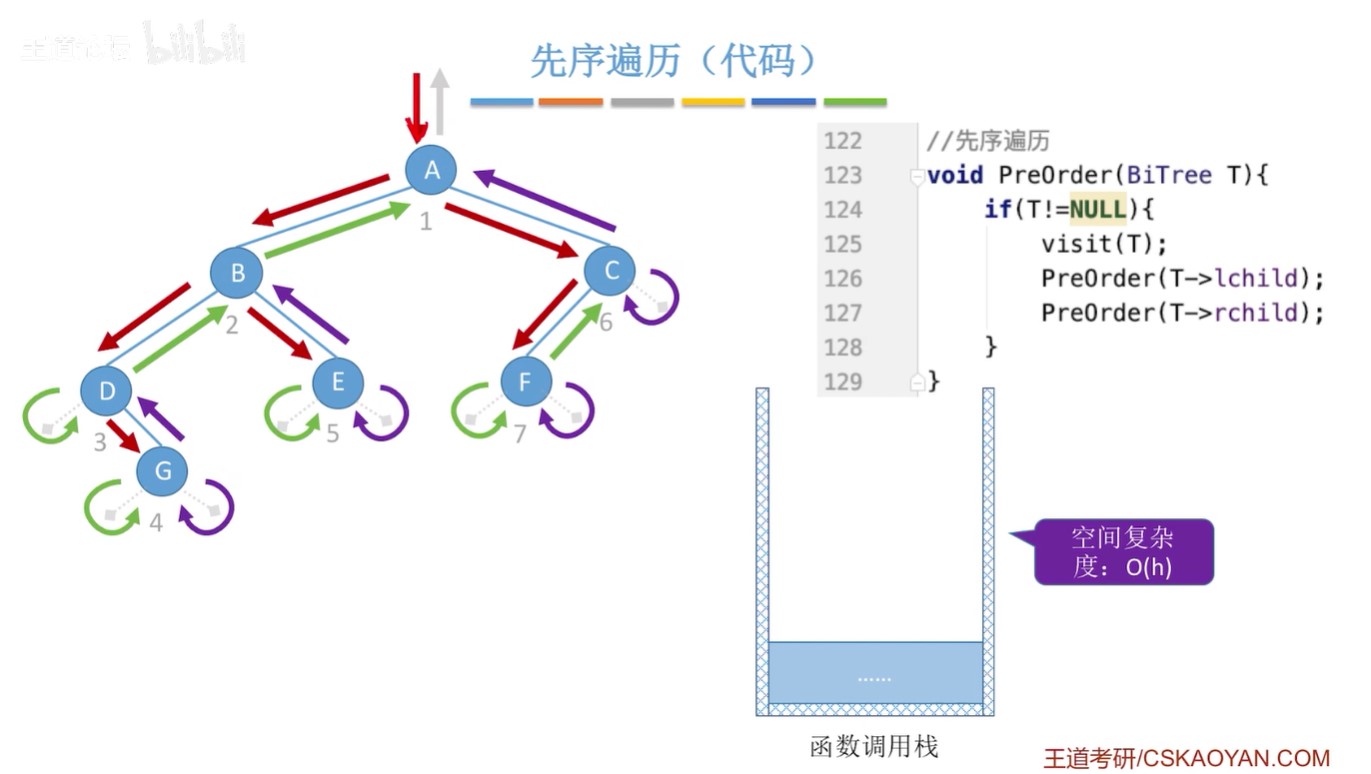 王道论坛 bilibili
先序遍历（代码）
A
1
B
C
2
6
D
E
F
3
5
7
G
4
122 //先序遍历
123 void PreOrder(BiTree T){
124 if(T!=NULL){
125 visit(T);
126 PreOrder(T->lchild);
127 PreOrder(T->rchild);
128 }
129 }
空间复杂
度：O(h)
......
函数调用栈
王道考研/CSKAOYAN.COM